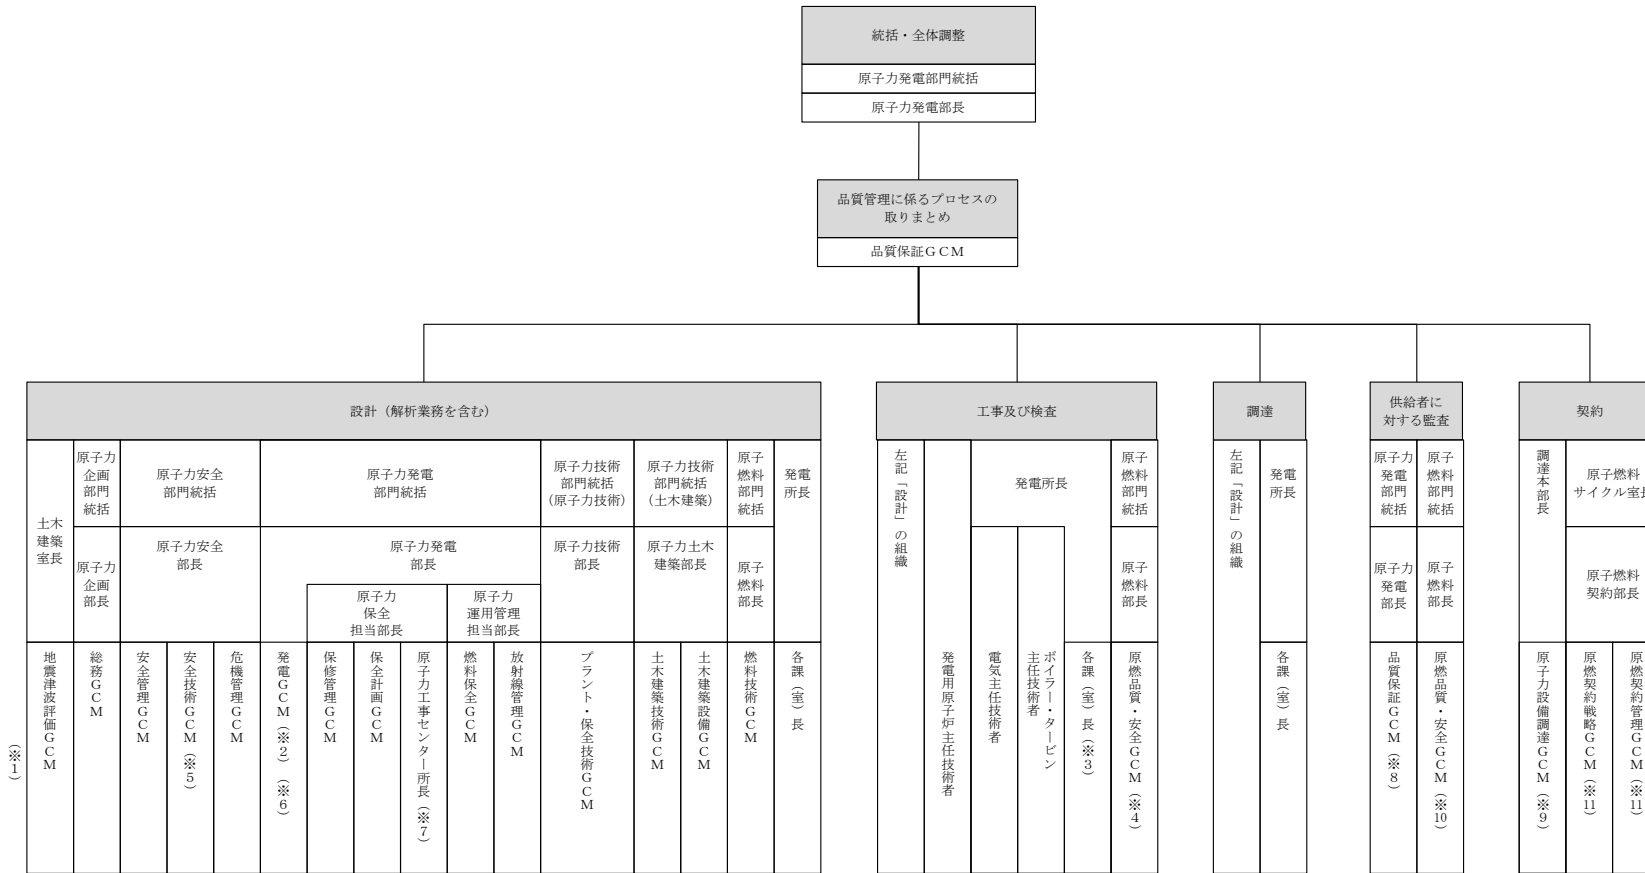 統括・全体調整
原子力発電部門統括
原子力発電部長
品質管理に係るプロセスの
取りまとめ
品質保証GCM
設計（解析業務を含む）
土木
建築
室長
原子力
企画
部門
統括
原子力安全
部門統括
原子力発電
部門統括
原子力技術
部門統括
(原子力技術)
原子力技術
部門統括
(土木建築)
原子
燃料
部門
統括
発電
所長
原子力
企画
部長
原子力安全
部長
原子力発電
部長
原子力
保全
担当部長
原子力
運用管理
担当部長
原子力技術
部長
原子力土木
建築部長
原子
燃料
部長
（※1）
地震津波評価GCM
総務GCM
安全管理GCM
安全技術GCM（※5）
危機管理GCM
発電GCM（※2）（※6）
保修管理GCM
保全計画GCM
原子力工事センター所長（※7）
燃料保全GCM
放射線管理GCM
プラント・保全技術GCM
土木建築技術GCM
土木建築設備GCM
燃料技術GCM
各課（室）長
工事及び検査
左記「設計」の組織
発電用原子炉主任技術者
発電所長
電気主任技術者
ボイラー・タービン
主任技術者
各課（室）長（※3）
原子
燃料
部門
統括
原子
燃料
部長
原燃品質・安全GCM（※4）
調達
左記「設計」の組織
発電
所長
各課（室）長
供給者に
対する監査
原子力
発電
部門
統括
原子
燃料
部門
統括
原子力
発電
部長
原子
燃料
部長
品質保証GCM（※8）
原燃品質・安全GCM（※10）
契約
調達本部長
原子燃料
サイクル室長
原子燃料
契約部長
原子力設備調達GCM（※9）
原燃契約戦略GCM（※11）
原燃契約管理GCM（※11）